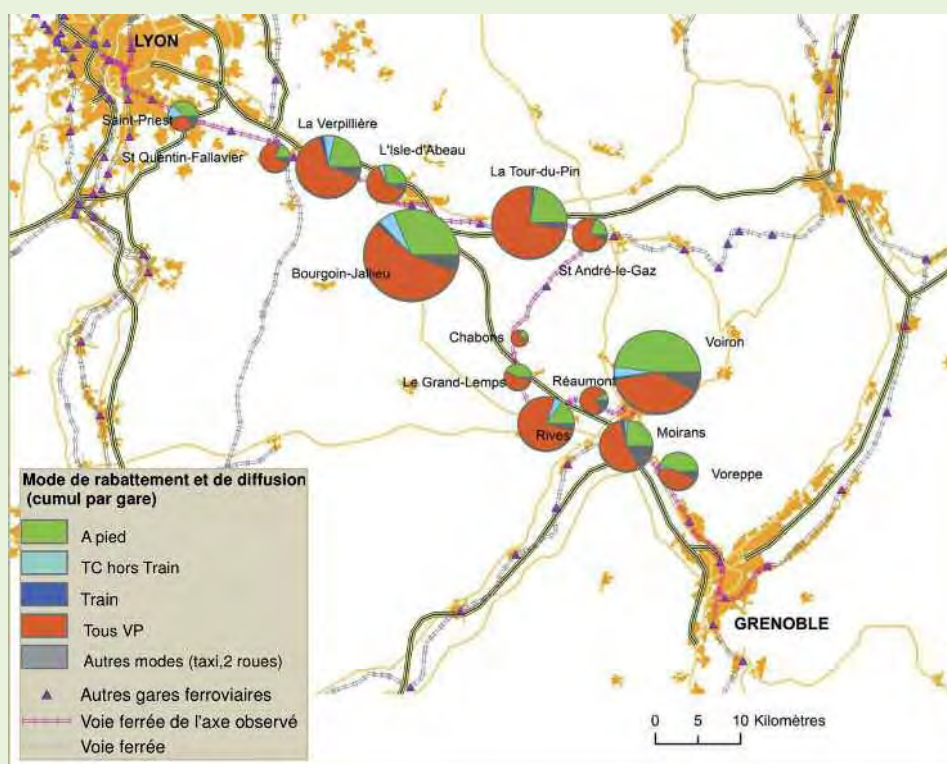 LYON
Saint-Priest
La Verpillière
St Quentin-Fallavier
L'Isle-d'Abeau
La Tour-du-Pin
Bourgoin-Jallieu
St André-le-Gaz
Chabons
Voiron
Le Grand-Lemps
Réaumont
Rives
Moirans
Voreppe
GRENOBLE
Mode de rabattement et de diffusion
(cumul par gare)
A pied
TC hors Train
Train
Tous VP
Autres modes (taxi,2 roues)
Autres gares ferroviaires
Voie ferrée de l'axe observé
Voie ferrée
0 5 10 Kilomètres